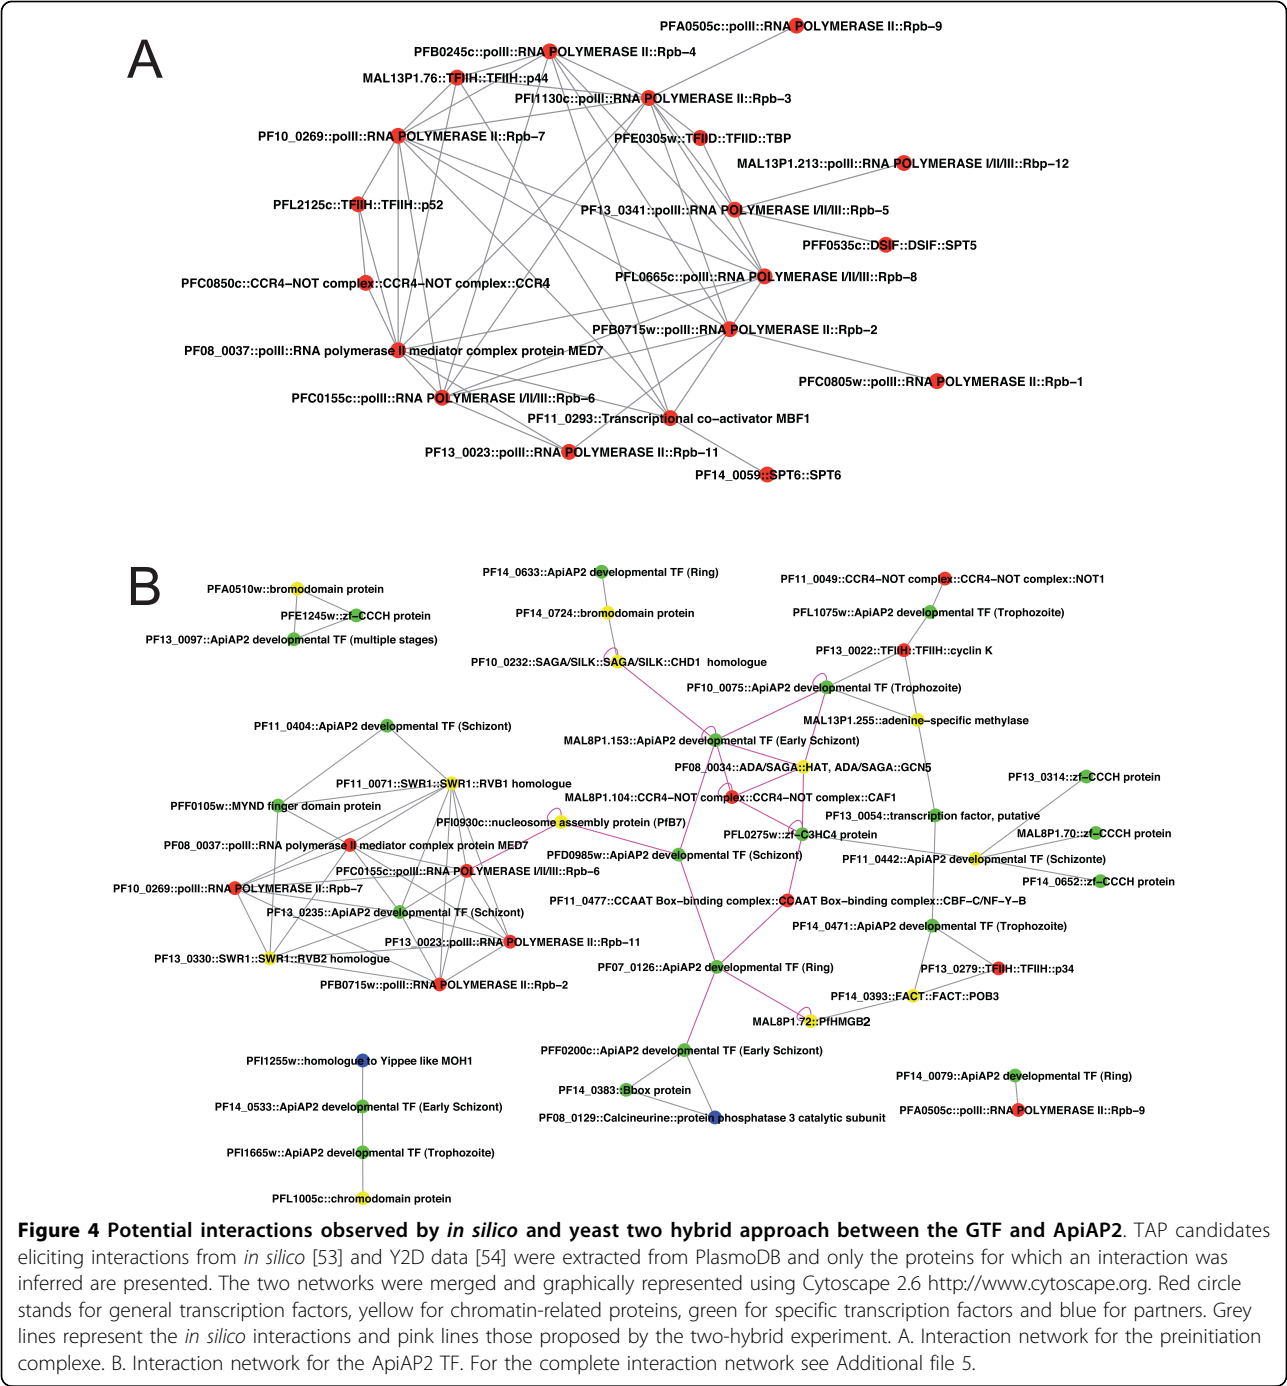 A
PFA0505c::polII::RNA POLYMERASE II::Rpb–9
PFB0245c::polII::RNA POLYMERASE II::Rpb–4
MAL13P1.76::TFIIH::TFIIH::p44
PFI1130c::polII::RNA POLYMERASE II::Rpb–3
PF10_0269::polII::RNA POLYMERASE II::Rpb–7
PFE0305w::TFIID::TFIID::TBP
MAL13P1.213::polII::RNA POLYMERASE I/II/III::Rbp–12
PFL2125c::TFIIH::TFIIH::p52
PF13_0341::polII::RNA POLYMERASE I/II/III::Rpb–5
PFF0535c::DSIF::DSIF::SPT5
PFL0665c::polII::RNA POLYMERASE I/II/III::Rpb–8
PFC0850c::CCR4–NOT complex::CCR4–NOT complex::CCR4
PFB0715w::polII::RNA POLYMERASE II::Rpb–2
PF08_0037::polII::RNA polymerase II mediator complex protein MED7
PFC0805w::polII::RNA POLYMERASE II::Rpb–1
PFC0155c::polII::RNA POLYMERASE I/II/III::Rpb–6
PF11_0293::Transcriptional co–activator MBF1
PF13_0023::polII::RNA POLYMERASE II::Rpb–11
PF14_0059::SPT6::SPT6
B
PF14_0633::ApiAP2 developmental TF (Ring)
PF11_0049::CCR4–NOT complex::CCR4–NOT complex::NOT1
PFA0510w::bromodomain protein
PFE1245w::zf–CCCH protein
PF14_0724::bromodomain protein
PFL1075w::ApiAP2 developmental TF (Trophozoite)
PF13_0097::ApiAP2 developmental TF (multiple stages)
PF13_0022::TFIIH::TFIIH::cyclin K
PF10_0232::SAGA/SILK::SAGA/SILK::CHD1 homologue
PF10_0075::ApiAP2 developmental TF (Trophozoite)
MAL13P1.255::adenine–specific methylase
PF11_0404::ApiAP2 developmental TF (Schizont)
MAL8P1.153::ApiAP2 developmental TF (Early Schizont)
PF08_0034::ADA/SAGA::HAT, ADA/SAGA::GCN5
PF13_0314::zf–CCCH protein
PF11_0071::SWR1::SWR1::RVB1 homologue
MAL8P1.104::CCR4–NOT complex::CCR4–NOT complex::CAF1
PFF0105w::MYND finger domain protein
PF13_0054::transcription factor, putative
PFI0930c::nucleosome assembly protein (PfB7)
PFL0275w::zf–C3HC4 protein
MAL8P1.70::zf–CCCH protein
PF08_0037::polII::RNA polymerase II mediator complex protein MED7
PFD0985w::ApiAP2 developmental TF (Schizont)
PF11_0442::ApiAP2 developmental TF (Schizonte)
PFC0155c::polII::RNA POLYMERASE I/II/III::Rpb–6
PF14_0652::zf–CCCH protein
PF10_0269::polII::RNA POLYMERASE II::Rpb–7
PF11_0477::CCAAT Box–binding complex::CCAAT Box–binding complex::CBF–C/NF–Y–B
PF13_0235::ApiAP2 developmental TF (Schizont)
PF14_0471::ApiAP2 developmental TF (Trophozoite)
PF13_0023::polII::RNA POLYMERASE II::Rpb–11
PF13_0330::SWR1::SWR1::RVB2 homologue
PF07_0126::ApiAP2 developmental TF (Ring)
PF13_0279::TFIIH::TFIIH::p34
PFB0715w::polII::RNA POLYMERASE II::Rpb–2
PF14_0393::FACT::FACT::POB3
MAL8P1.72::PfHMGB2
PFF0200c::ApiAP2 developmental TF (Early Schizont)
PFI1255w::homologue to Yippee like MOH1
PF14_0079::ApiAP2 developmental TF (Ring)
PF14_0383::Bbox protein
PF14_0533::ApiAP2 developmental TF (Early Schizont)
PFA0505c::polII::RNA POLYMERASE II::Rpb–9
PF08_0129::Calcineurine::protein phosphatase 3 catalytic subunit
PFI1665w::ApiAP2 developmental TF (Trophozoite)
PFL1005c::chromodomain protein
Figure 4 Potential interactions observed by in silico and yeast two hybrid approach between the GTF and ApiAP2. TAP candidates
eliciting interactions from in silico [53] and Y2D data [54] were extracted from PlasmoDB and only the proteins for which an interaction was
inferred are presented. The two networks were merged and graphically represented using Cytoscape 2.6 http://www.cytoscape.org. Red circle
stands for general transcription factors, yellow for chromatin-related proteins, green for specific transcription factors and blue for partners. Grey
lines represent the in silico interactions and pink lines those proposed by the two-hybrid experiment. A. Interaction network for the preinitiation
complexe. B. Interaction network for the ApiAP2 TF. For the complete interaction network see Additional file 5.